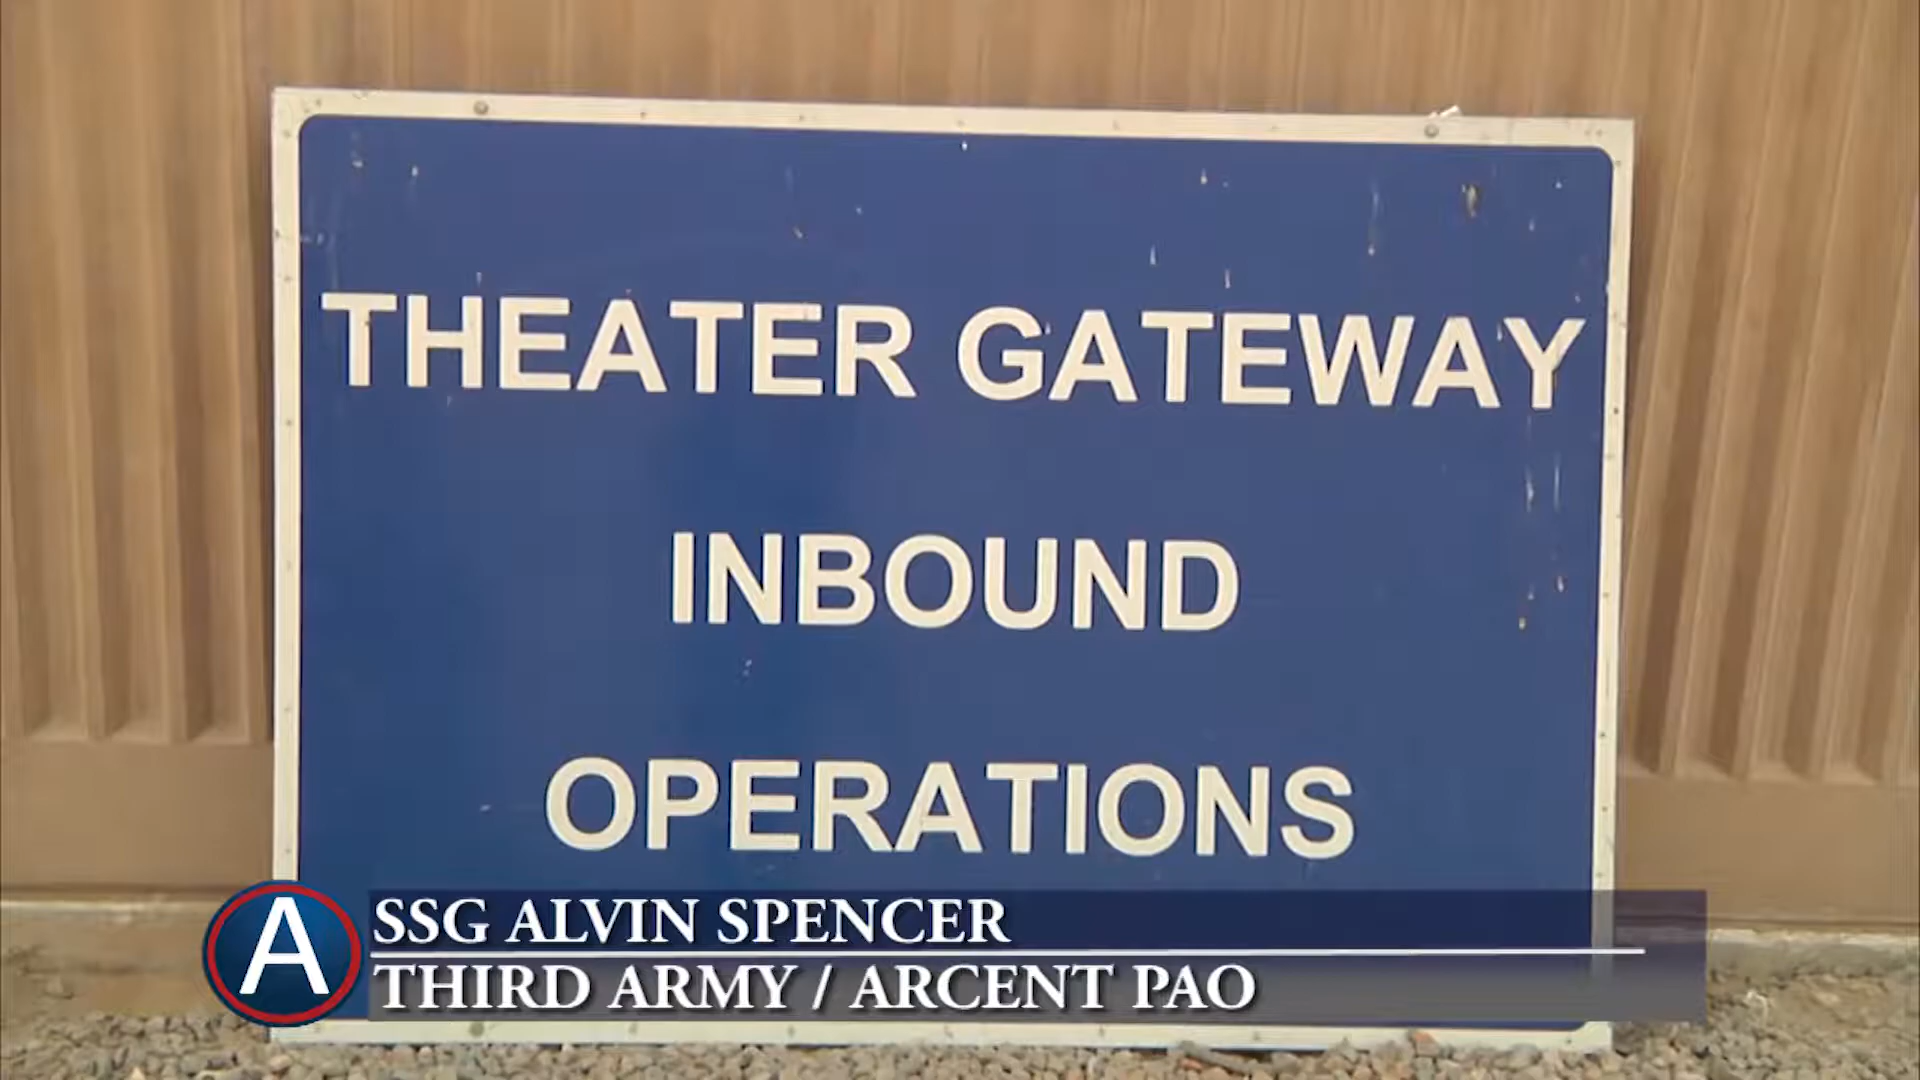 THEATER GATEWAY
INBOUND
OPERATIONS
A
SSG ALVIN SPENCER
THIRD ARMY / ARCENT PAO